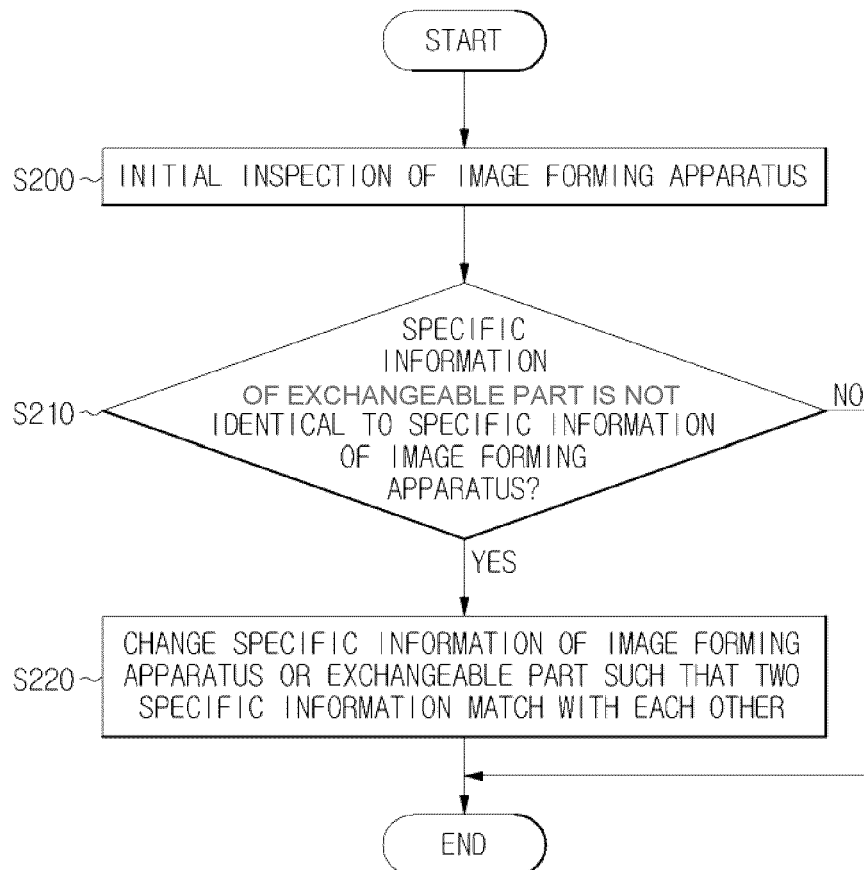 START
S200
INITIAL INSPECTION OF IMAGE FORMING APPARATUS
SPECIFIC
INFORMATION
OF EXCHANGEABLE PART IS NOT
IDENTICAL TO SPECIFIC INFORMATION
OF IMAGE FORMING
APPARATUS?
S210
NO
YES
S220
CHANGE SPECIFIC INFORMATION OF IMAGE FORMING
APPARATUS OR EXCHANGEABLE PART SUCH THAT TWO
SPECIFIC INFORMATION MATCH WITH EACH OTHER
END